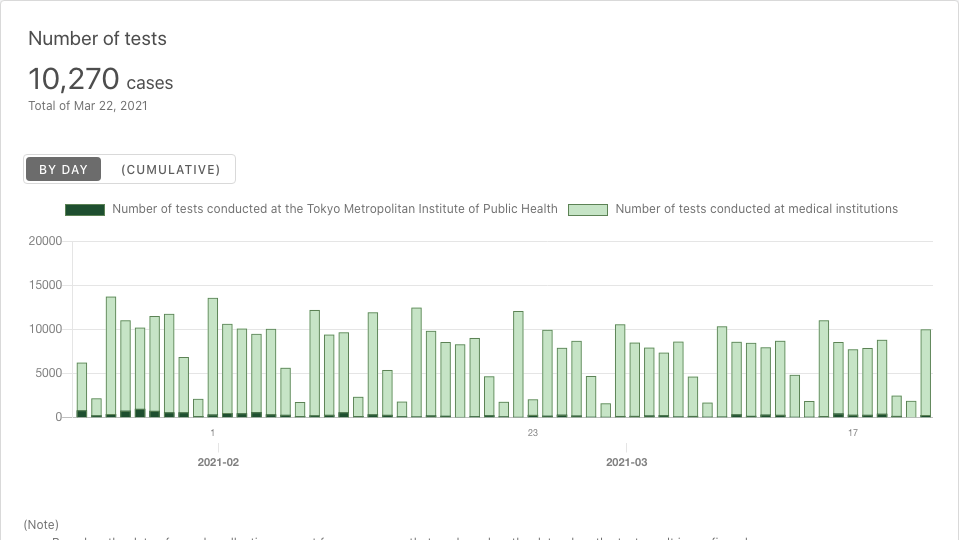 Number of tests
10,270 cases
Total of Mar 22, 2021
BY DAY (CUMULATIVE)
Number of tests conducted at the Tokyo Metropolitan Institute of Public Health Number of tests conducted at medical institutions
20000
15000
10000
5000
0
1 23 17
2021-02 2021-03
(Note)